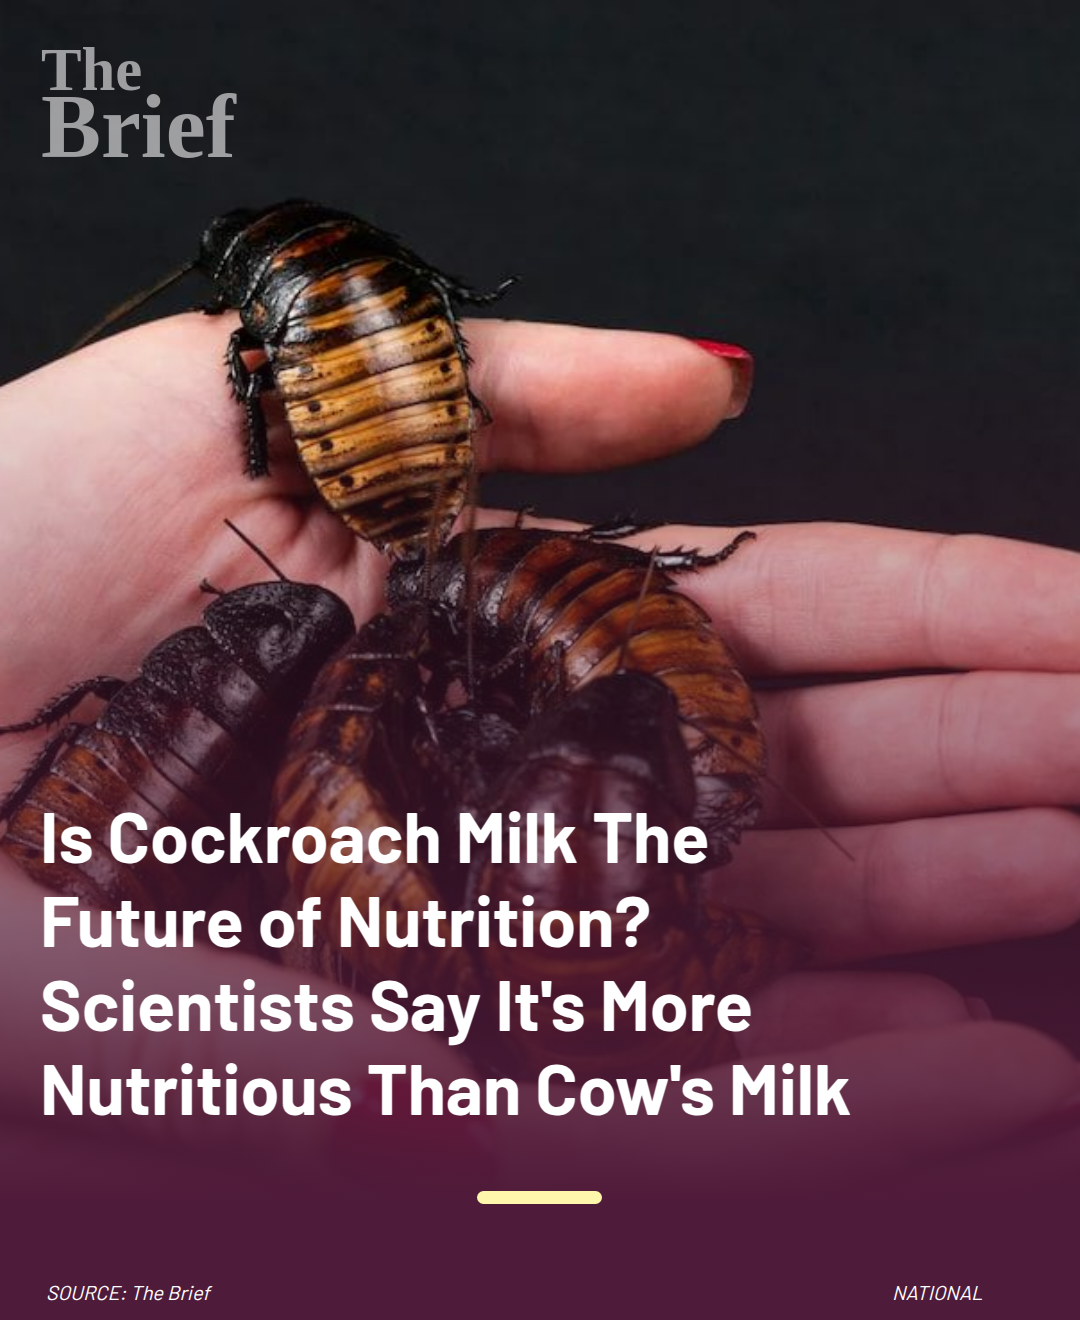 The
Brief
Is Cockroach Milk The
Future of Nutrition?
Scientists Say It's More
Nutritious Than Cow's Milk
SOURCE: The Brief
NATIONAL